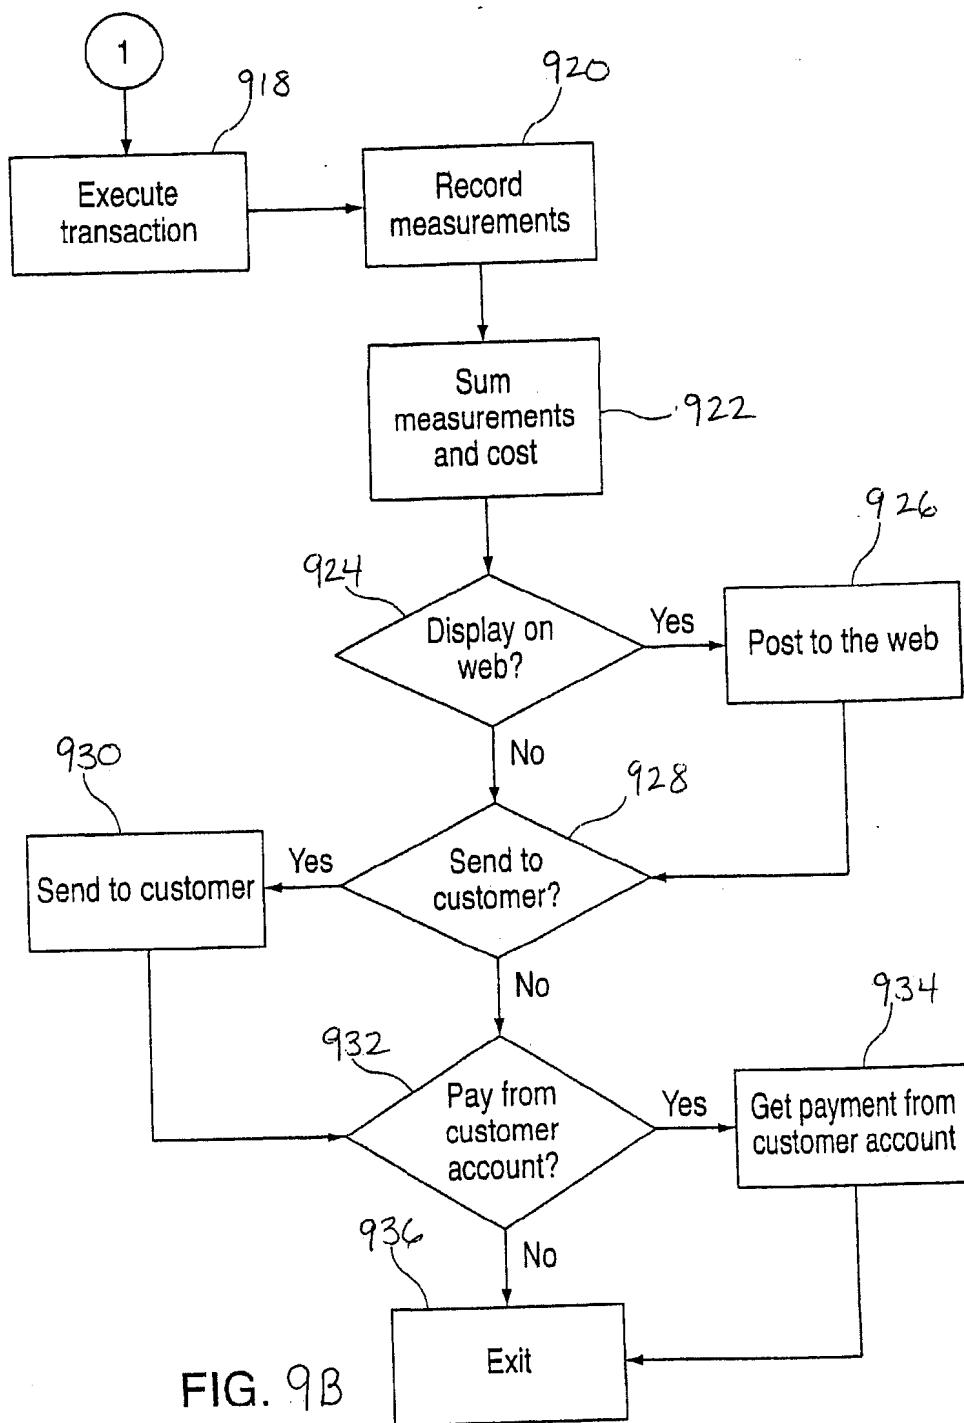 1
918
920
Execute
transaction
Record
measurements
Sum
measurements
and cost
922
924
926
Display on
web?
Yes
Post to the web
No
930
928
Send to customer
Yes
Send to
customer?
No
932
934
Pay from
customer
account?
Yes
Get payment from
customer account
936
No
Exit
FIG. 9B